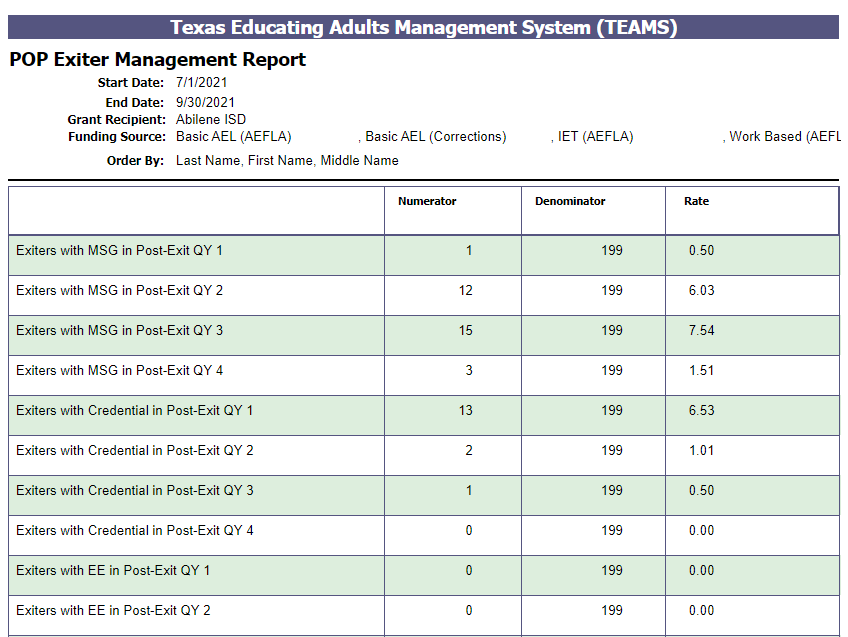 Texas Educating Adults Management System (TEAMS)
POP Exiter Management Report
Start Date: 7/1/2021
End Date: 9/30/2021
Grant Recipient: Abilene ISD
Funding Source: Basic AEL (AEFLA) , Basic AEL (Corrections) , IET (AEFLA) , Work Based (AEFL
Order By: Last Name, First Name, Middle Name
Numerator Denominator Rate
Exiters with MSG in Post-Exit QY 1 1 199 0.50
Exiters with MSG in Post-Exit QY 2 12 199 6.03
Exiters with MSG in Post-Exit QY 3 15 199 7.54
Exiters with MSG in Post-Exit QY 4 3 199 1.51
Exiters with Credential in Post-Exit QY 1 13 199 6.53
Exiters with Credential in Post-Exit QY 2 2 199 1.01
Exiters with Credential in Post-Exit QY 3 1 199 0.50
Exiters with Credential in Post-Exit QY 4 0 199 0.00
Exiters with EE in Post-Exit QY 1 0 199 0.00
Exiters with EE in Post-Exit QY 2 0 199 0.00